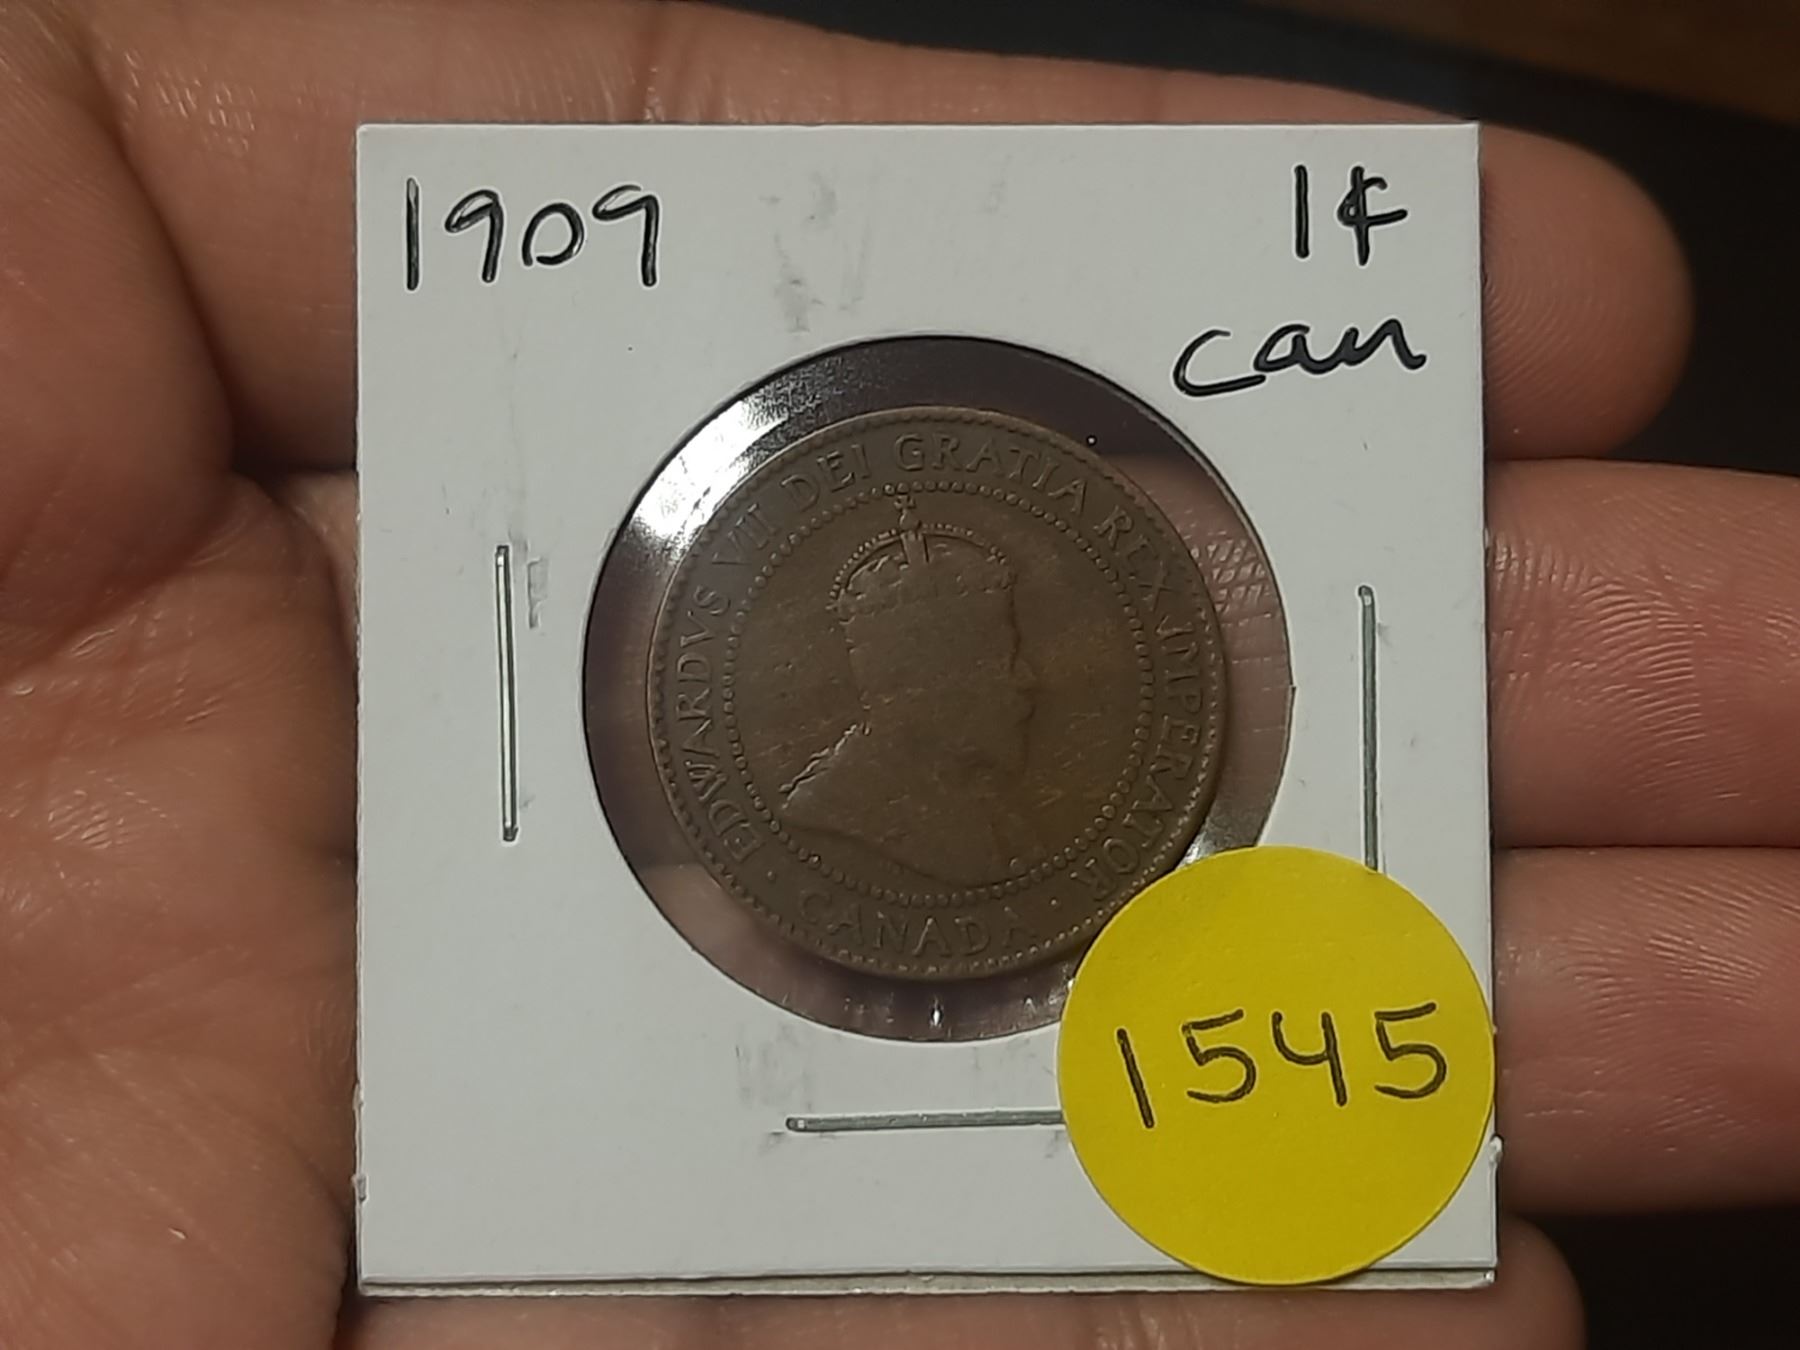 1909
1¢
can
EDWARDVS VII DEI GRATIA REX IMPERATOR
· CANADA ·
1545